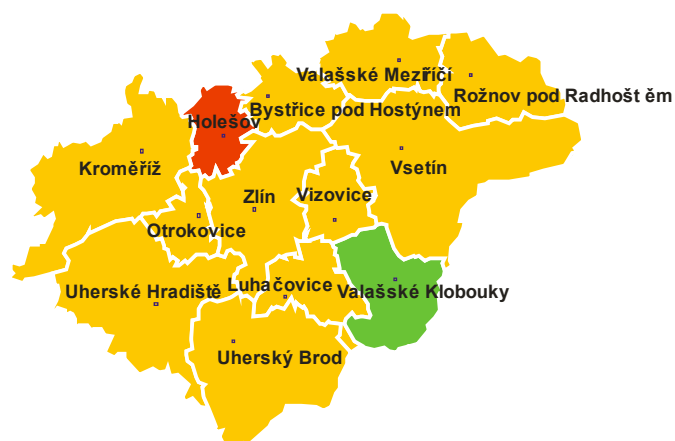 Valašské Meziříčí
Rožnov pod Radhošt ěm
Bystřice pod Hostýnem
Holešov
Kroměříž
Vsetín
Zlín
Vizovice
Otrokovice
Uherské Hradiště
Luhačovice
Valašské Klobouky
Uherský Brod